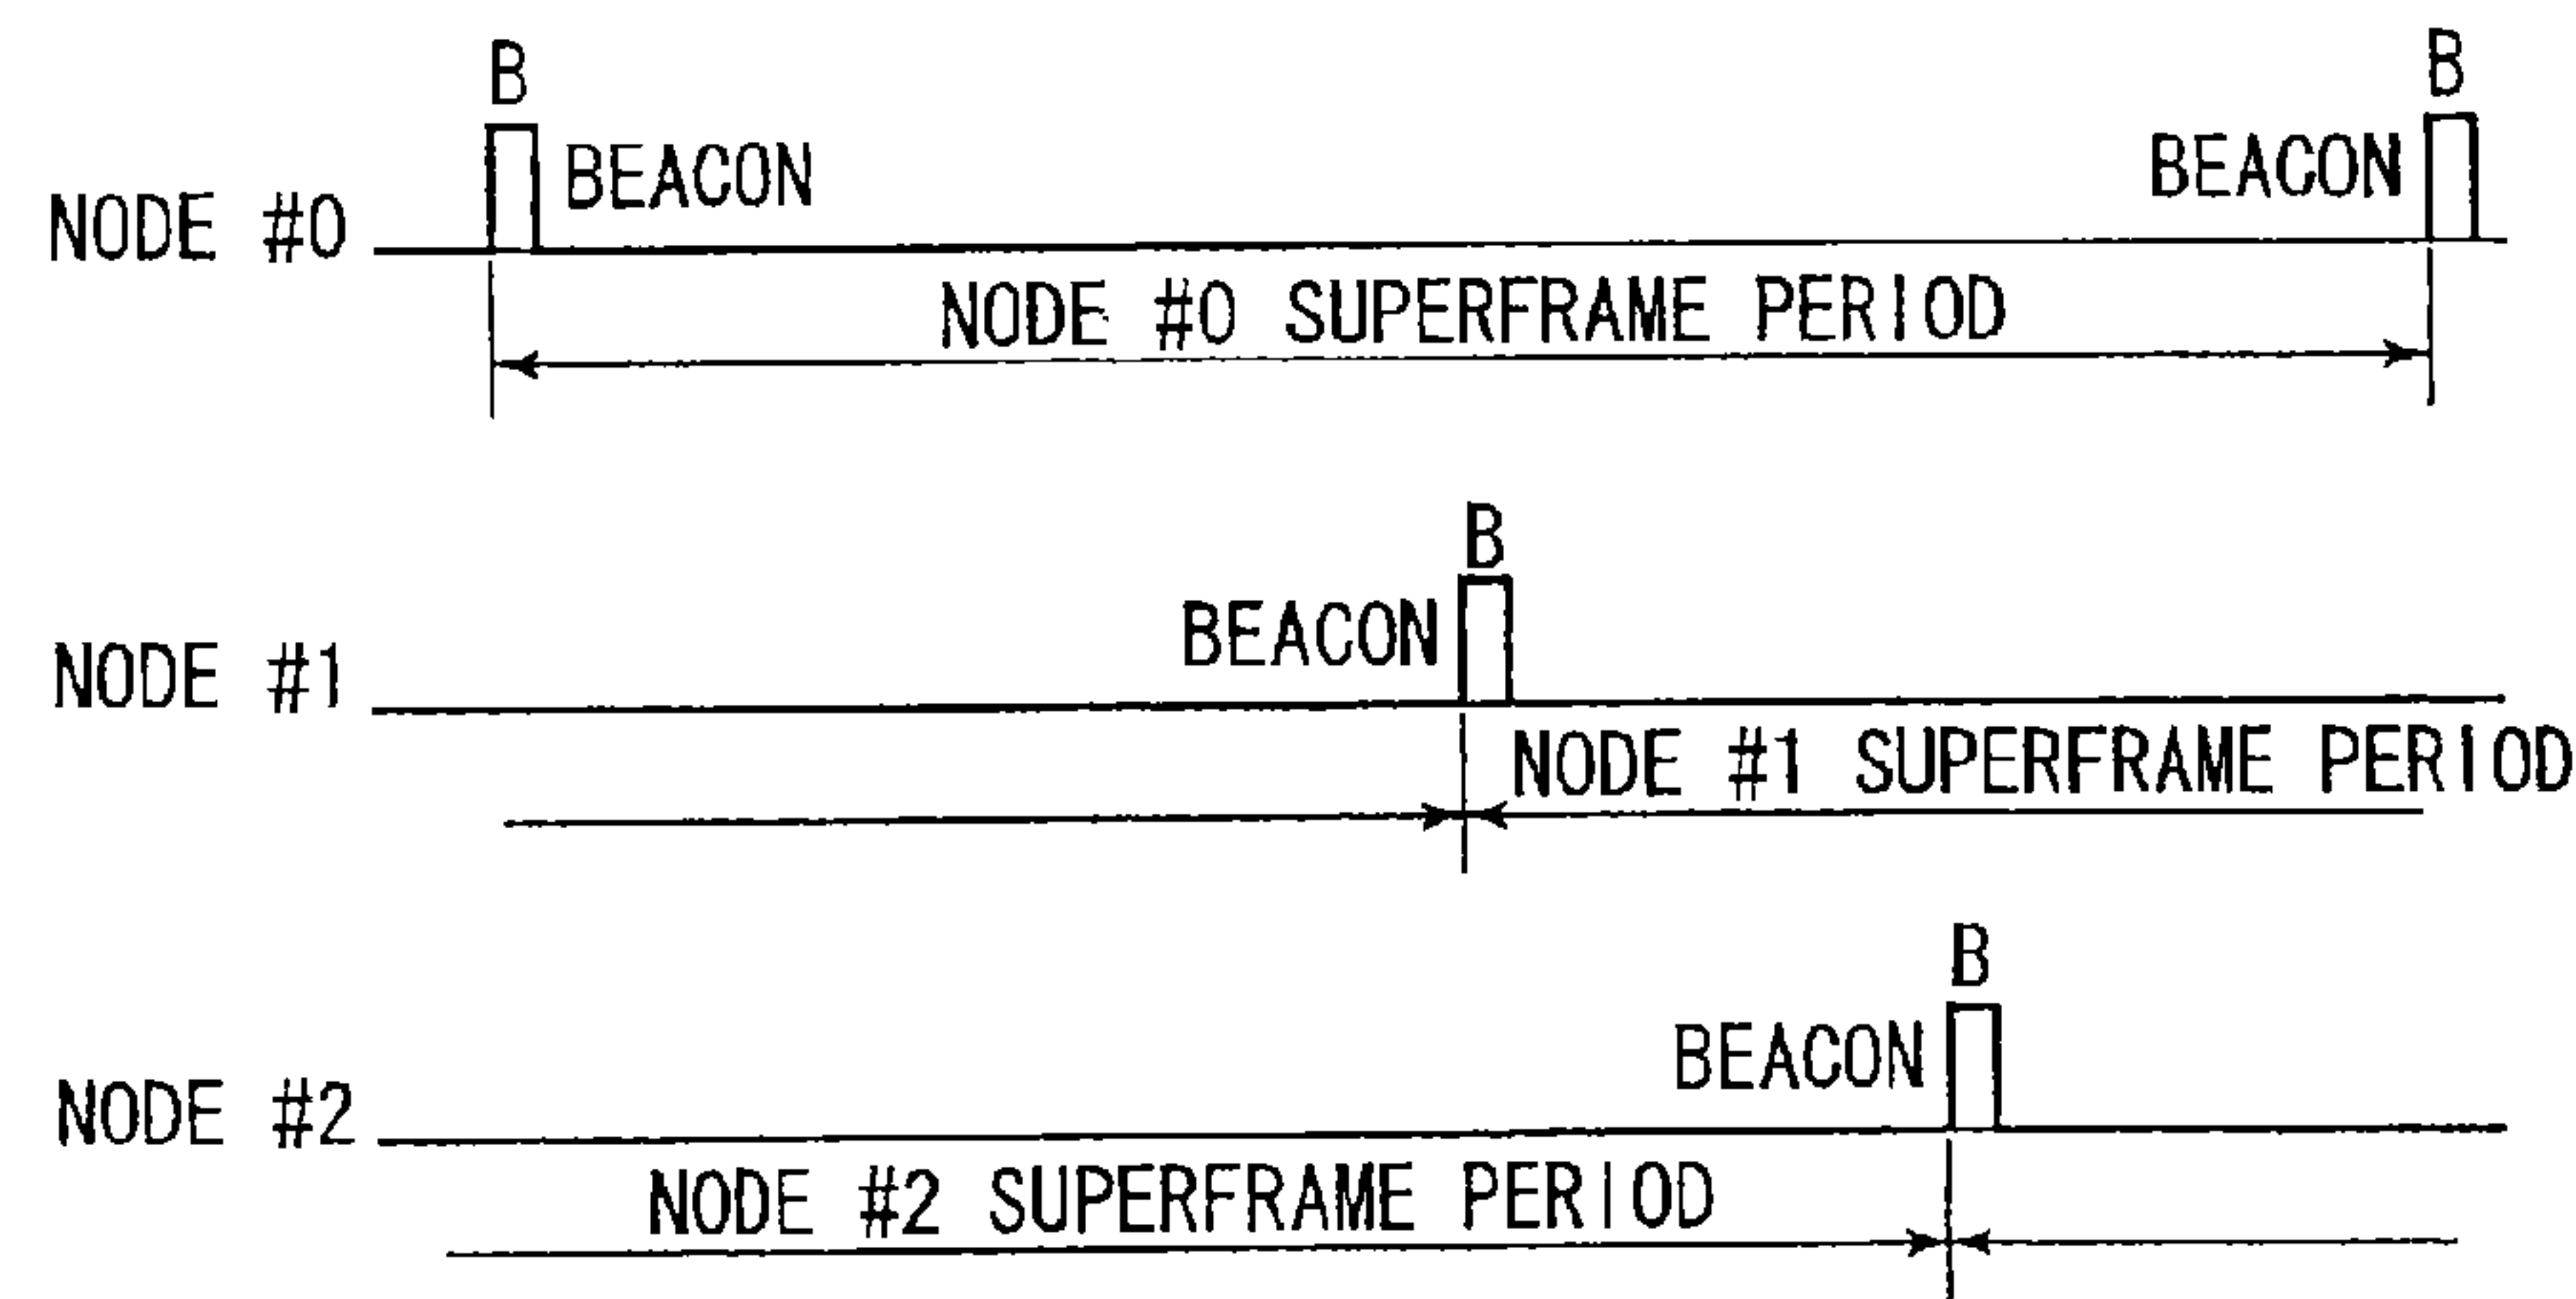 B
B
BEACON
BEACON
NODE #0
NODE #0 SUPERFRAME PERIOD
B
BEACON
NODE #1
NODE #1 SUPERFRAME PERIOD
B
BEACON
NODE #2
NODE #2 SUPERFRAME PERIOD